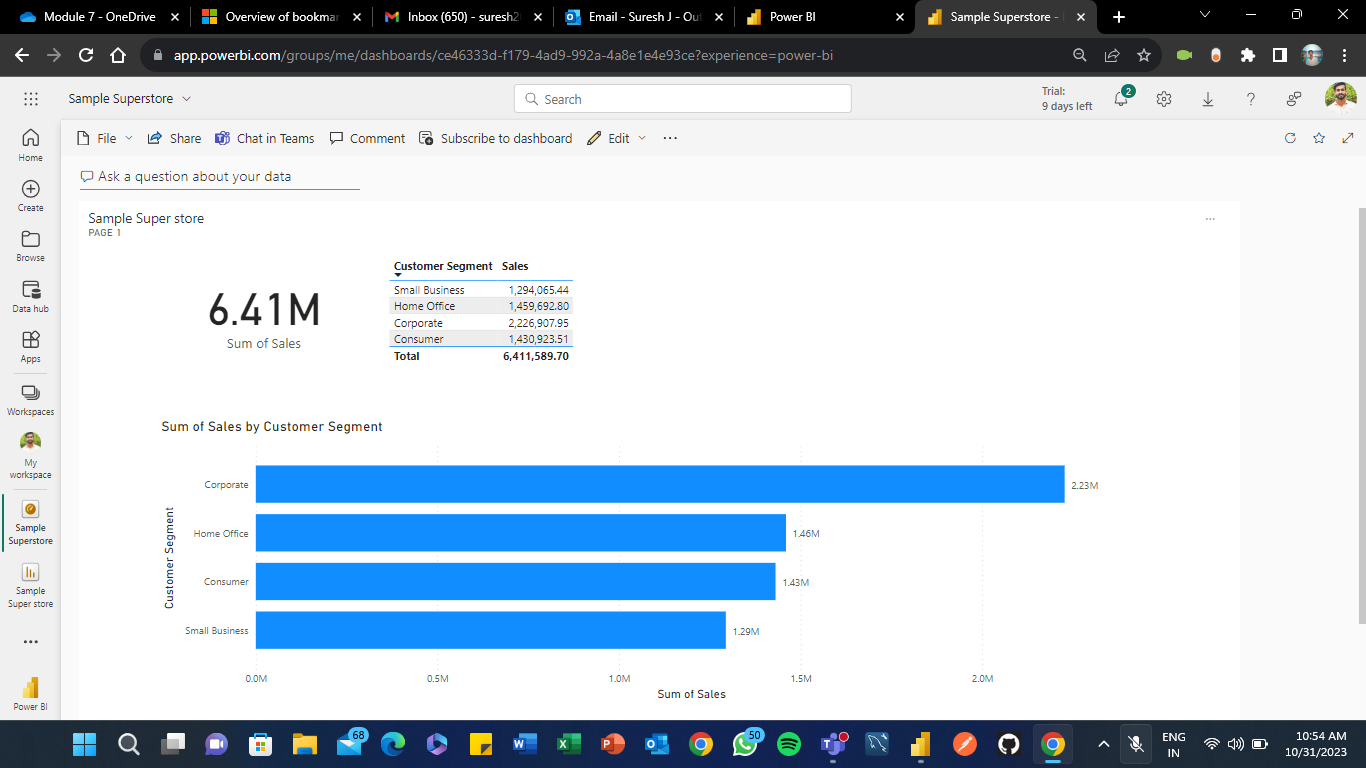 Module 7 - OneDrive
Overview of bookmar
Inbox (650) - suresh2
Email - Suresh J - Out
Power BI
Sample Superstore -
app.powerbi.com/groups/me/dashboards/ce46333d-f179-4ad9-992a-4a8e1e4e93ce?experience=power-bi
Sample Superstore
Search
Trial:
9 days left
2
File
Share
Chat in Teams
Comment
Subscribe to dashboard
Edit
Home
Create
Browse
Data hub
Apps
Workspaces
My
workspace
Sample
Superstore
Sample
Super store
Power BI
Ask a question about your data
Sample Super store
PAGE 1
6.41M
Sum of Sales
Customer Segment Sales
Small Business 1,294,065.44
Home Office 1,459,692.80
Corporate 2,226,907.95
Consumer 1,430,923.51
Total 6,411,589.70
Sum of Sales by Customer Segment
Customer Segment
Corporate 2.23M
Home Office 1.46M
Consumer 1.43M
Small Business 1.29M
0.0M 0.5M 1.0M 1.5M 2.0M
Sum of Sales
68
50
ENG
IN
10:54 AM
10/31/2023